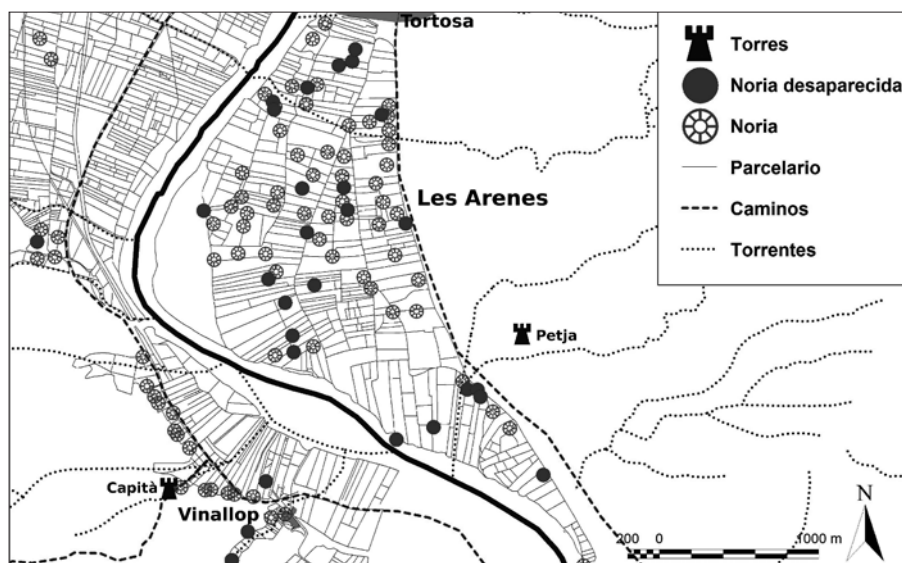 Tortosa
Torres
Noria desaparecida
Noria
Parcelario
Caminos
Torrentes
Les Arenes
Petja
Capità
Vinallop
200 0 1000 m
N